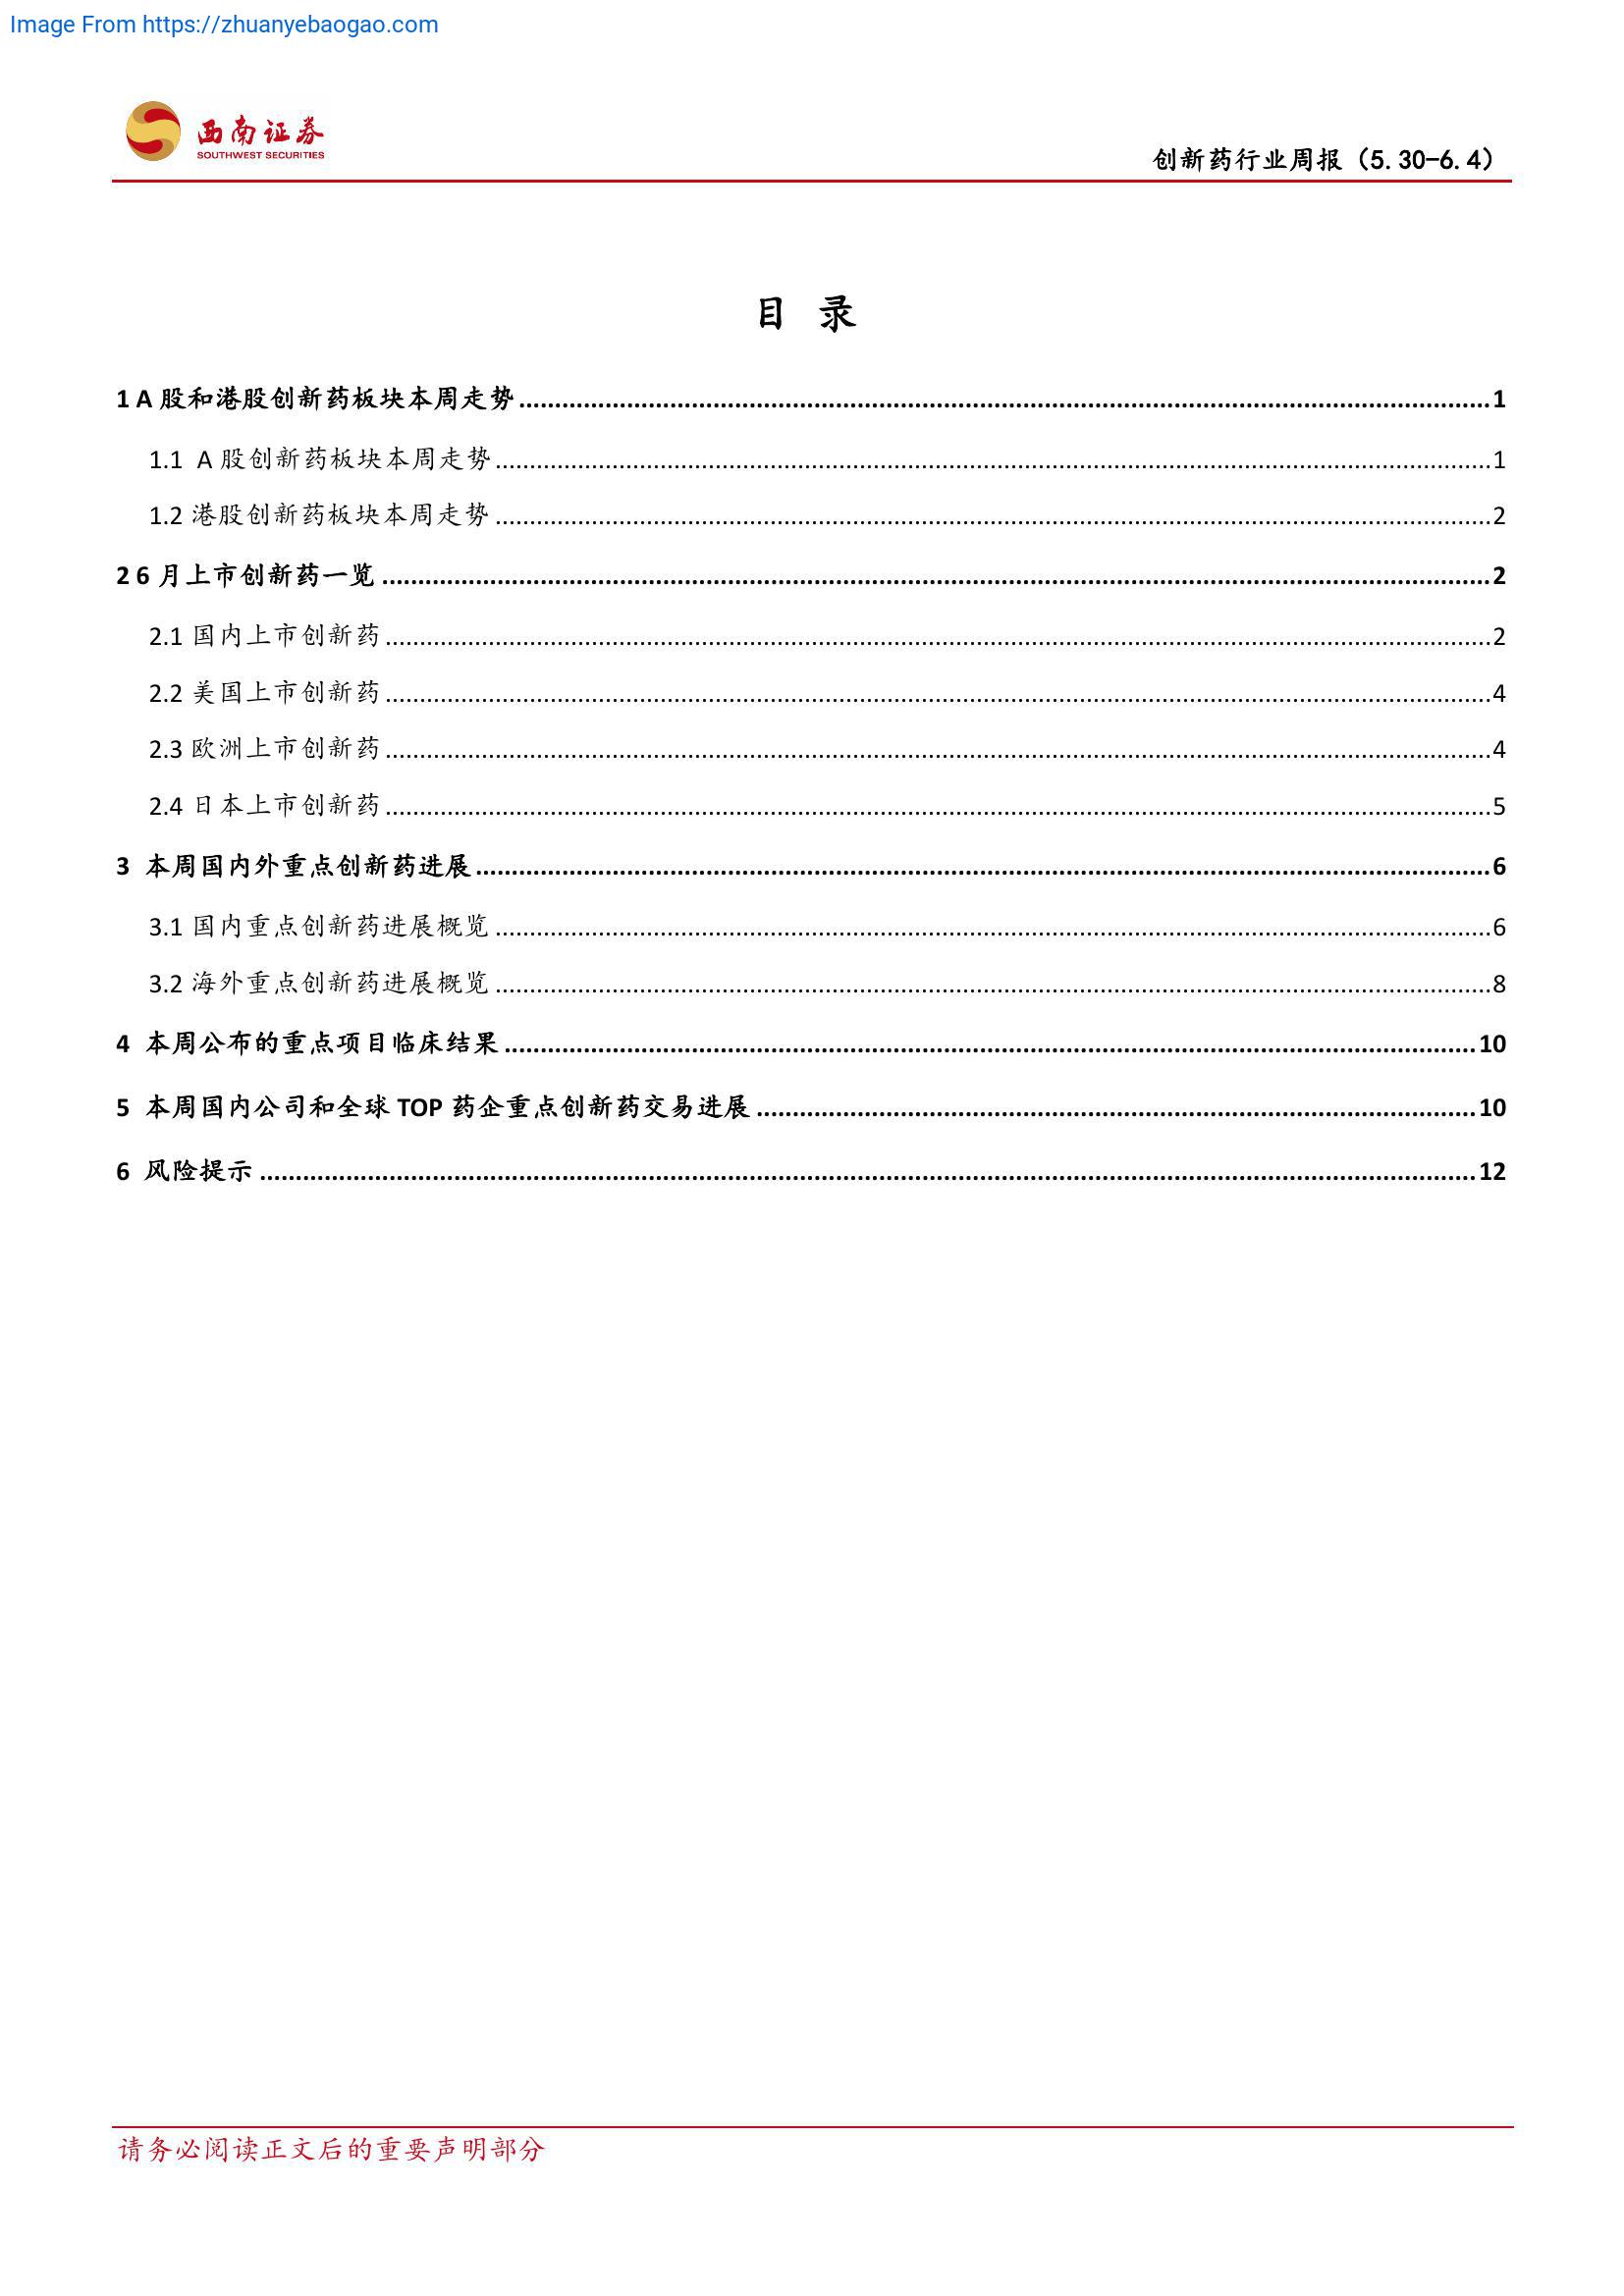 Image From https://zhuanyebaogao.com
西南证券
SOUTHWEST SECURITIES
创新药行业周报（5.30-6.4）
目 录
1 A 股和港股创新药板块本周走势 ........ 1
1.1 A 股创新药板块本周走势 ........ 1
1.2 港股创新药板块本周走势 ........ 2
2 6 月上市创新药一览 ........ 2
2.1 国内上市创新药 ........ 2
2.2 美国上市创新药 ........ 4
2.3 欧洲上市创新药 ........ 4
2.4 日本上市创新药 ........ 5
3 本周国内外重点创新药进展 ........ 6
3.1 国内重点创新药进展概览 ........ 6
3.2 海外重点创新药进展概览 ........ 8
4 本周公布的重点项目临床结果 ........ 10
5 本周国内公司和全球 TOP 药企重点创新药交易进展 ........ 10
6 风险提示 ........ 12
请务必阅读正文后的重要声明部分